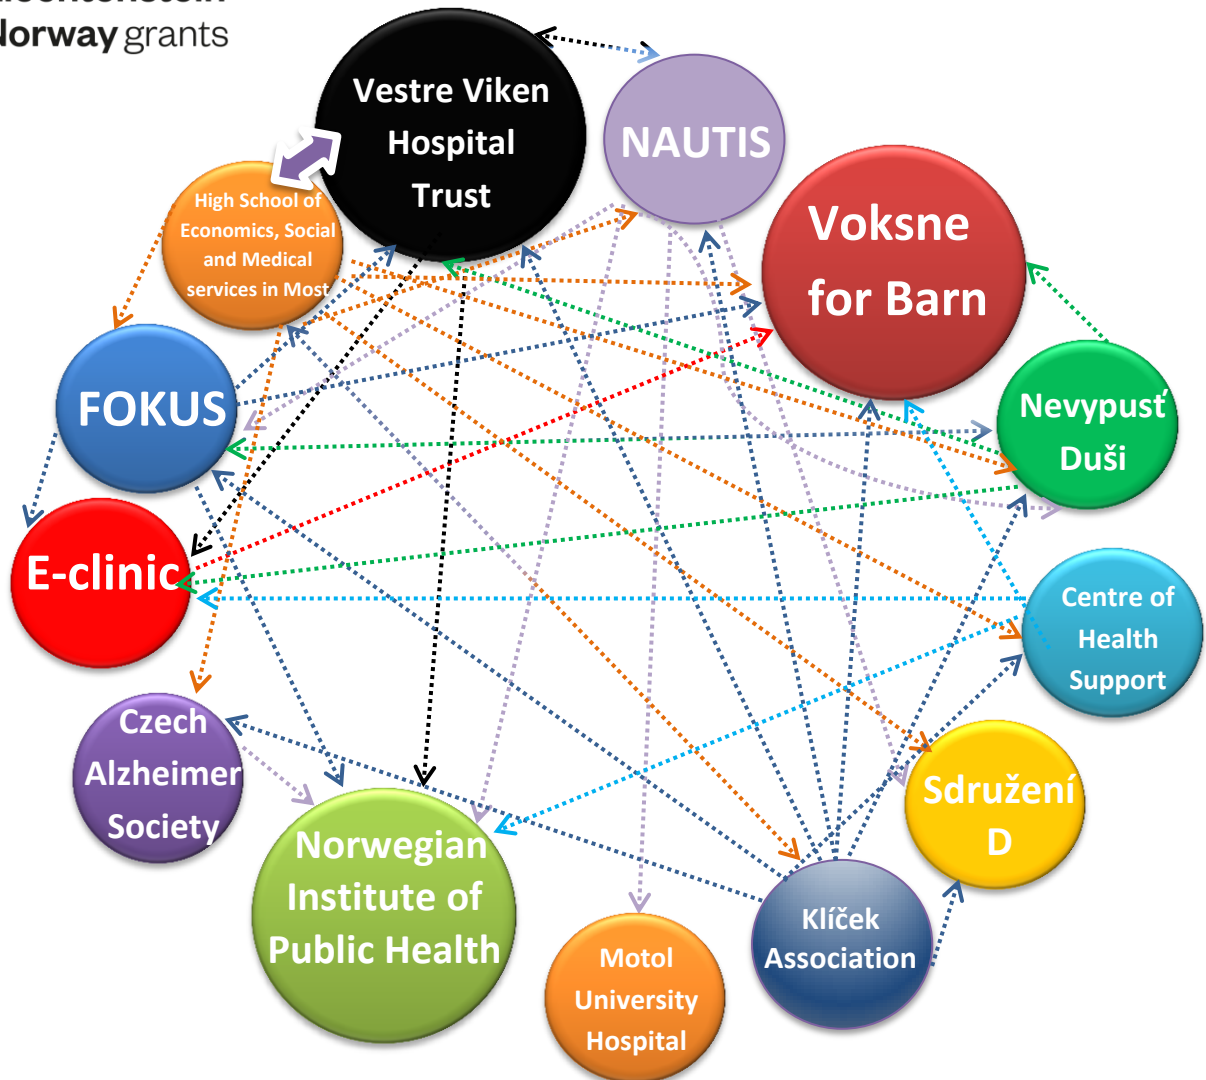 Norway grants
Vestre Viken
Hospital
Trust
NAUTIS
Voksne
for Barn
High School of
Economics, Social
and Medical
services in Most
FOKUS
Nevypusť
Duši
E-clinic
Centre of
Health
Support
Czech
Alzheimer
Society
Sdružení
D
Norwegian
Institute of
Public Health
Klíček
Association
Motol
University
Hospital